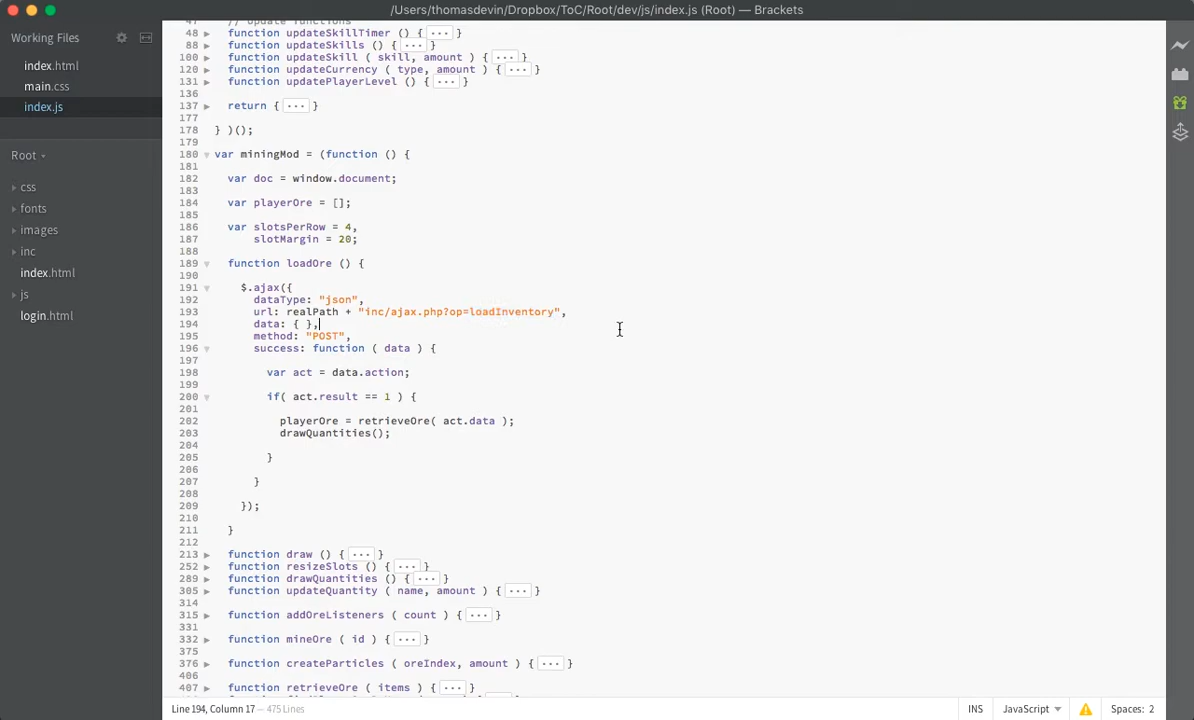 /Users/thomasdevin/Dropbox/ToC/Root/dev/js/index.js (Root) — Brackets
Working Files
index.html
main.css
index.js
Root
css
fonts
images
inc
index.html
js
login.html
47 // Update functions
48 function updateSkillTimer () { ... }
88 function updateSkills () { ... }
100 function updateSkill ( skill, amount ) { ... }
120 function updateCurrency ( type, amount ) { ... }
131 function updatePlayerLevel () { ... }
136
137 return { ... }
177
178 } )();
179
180 var miningMod = (function () {
181
182 var doc = window.document;
183
184 var playerOre = [];
185
186 var slotsPerRow = 4,
187 slotMargin = 20;
188
189 function loadOre () {
190
191 $.ajax({
192 dataType: "json",
193 url: realPath + "inc/ajax.php?op=loadInventory",
194 data: { },
195 method: "POST",
196 success: function ( data ) {
197
198 var act = data.action;
199
200 if( act.result == 1 ) {
201
202 playerOre = retrieveOre( act.data );
203 drawQuantities();
204
205 }
206
207 }
208
209 });
210
211 }
212
213 function draw () { ... }
252 function resizeSlots () { ... }
289 function drawQuantities () { ... }
305 function updateQuantity ( name, amount ) { ... }
314
315 function addOreListeners ( count ) { ... }
331
332 function mineOre ( id ) { ... }
375
376 function createParticles ( oreIndex, amount ) { ... }
406
407 function retrieveOre ( items ) { ... }
Line 194, Column 17 — 475 Lines
INS
JavaScript
Spaces: 2